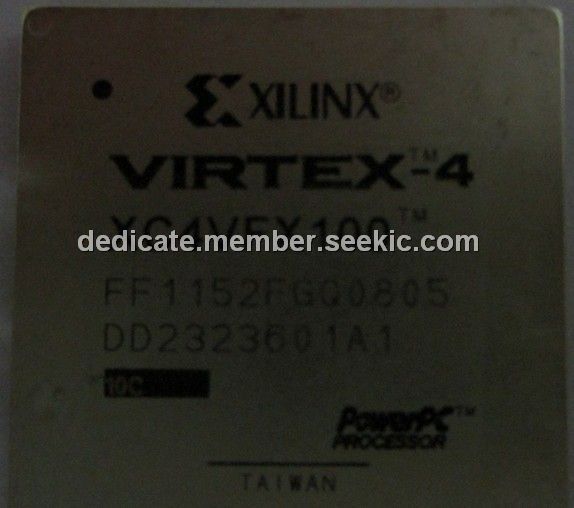 XILINX®
VIRTEX™-4
XC4VFX100™
dedicate.member.seekic.com
FF1152FGQ0805
DD2323601A1
10C
PowerPC™
PROCESSOR
TAIWAN